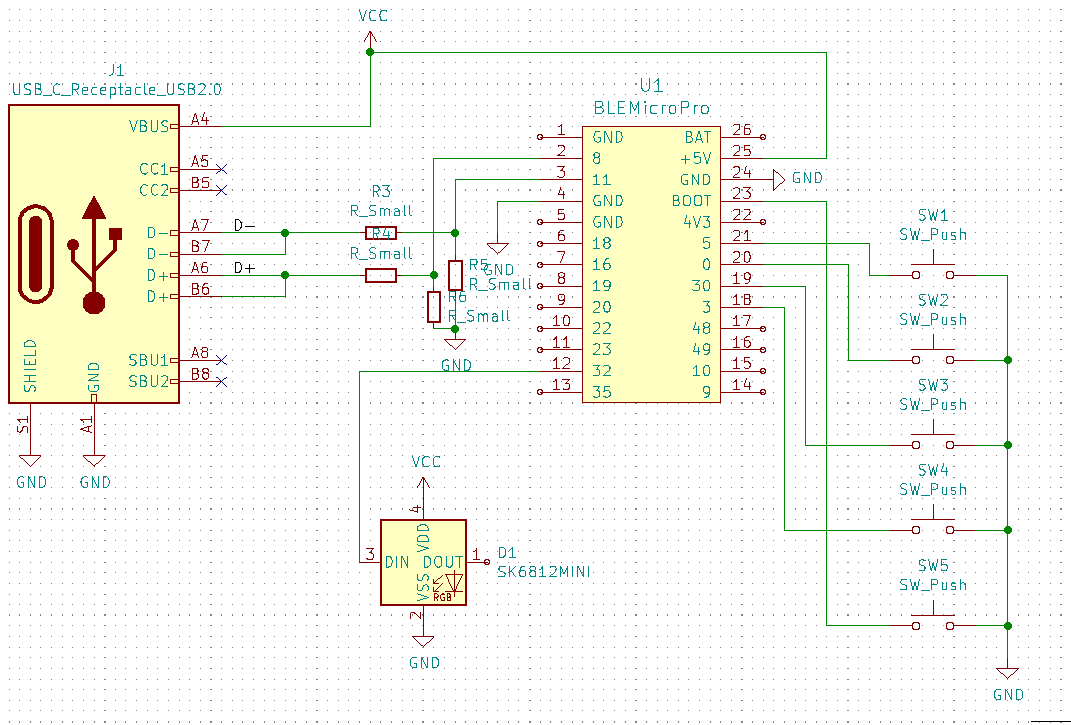 VCC
J1
USB_C_Receptacle_USB2.0
VBUS A4
CC1 A5
CC2 B5
D- A7 D-
D- B7
D+ A6 D+
D+ B6
SBU1 A8
SBU2 B8
SHIELD
GND
S1
A1
GND
GND
R3
R_Small
R4
R_Small
R5
R_Small
R6
R_Small
GND
GND
U1
BLEMicroPro
1 GND BAT 26
2 8 +5V 25
3 11 GND 24 GND
4 GND BOOT 23
5 GND 4V3 22
6 18 5 21
7 16 0 20
8 19 30 19
9 20 3 18
10 22 48 17
11 23 49 16
12 32 10 15
13 35 9 14
SW1
SW_Push
SW2
SW_Push
SW3
SW_Push
SW4
SW_Push
SW5
SW_Push
GND
VCC
4
VDD
3 DIN DOUT 1
VSS
RGB
2
D1
SK6812MINI
GND